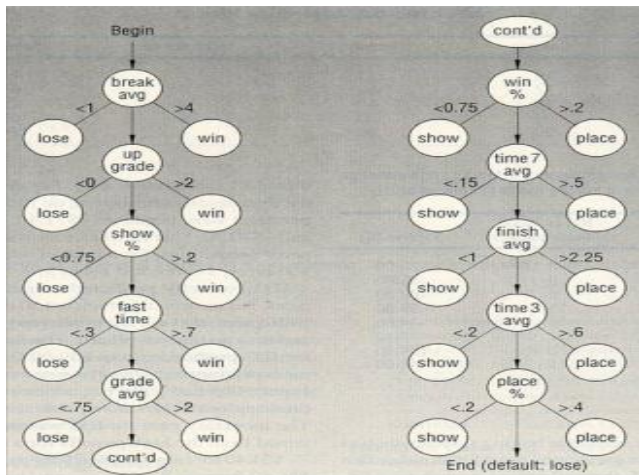 Begin
break
avg
<1
>4
lose
win
up
grade
<0
>2
lose
win
show
%
<0.75
>.2
lose
win
fast
time
<.3
>.7
lose
win
grade
avg
<.75
>2
lose
win
cont'd
cont'd
win
%
<0.75
>.2
show
place
time 7
avg
<.15
>.5
show
place
finish
avg
<1
>2.25
show
place
time 3
avg
<.2
>.6
show
place
place
%
<.2
>.4
show
place
End (default: lose)